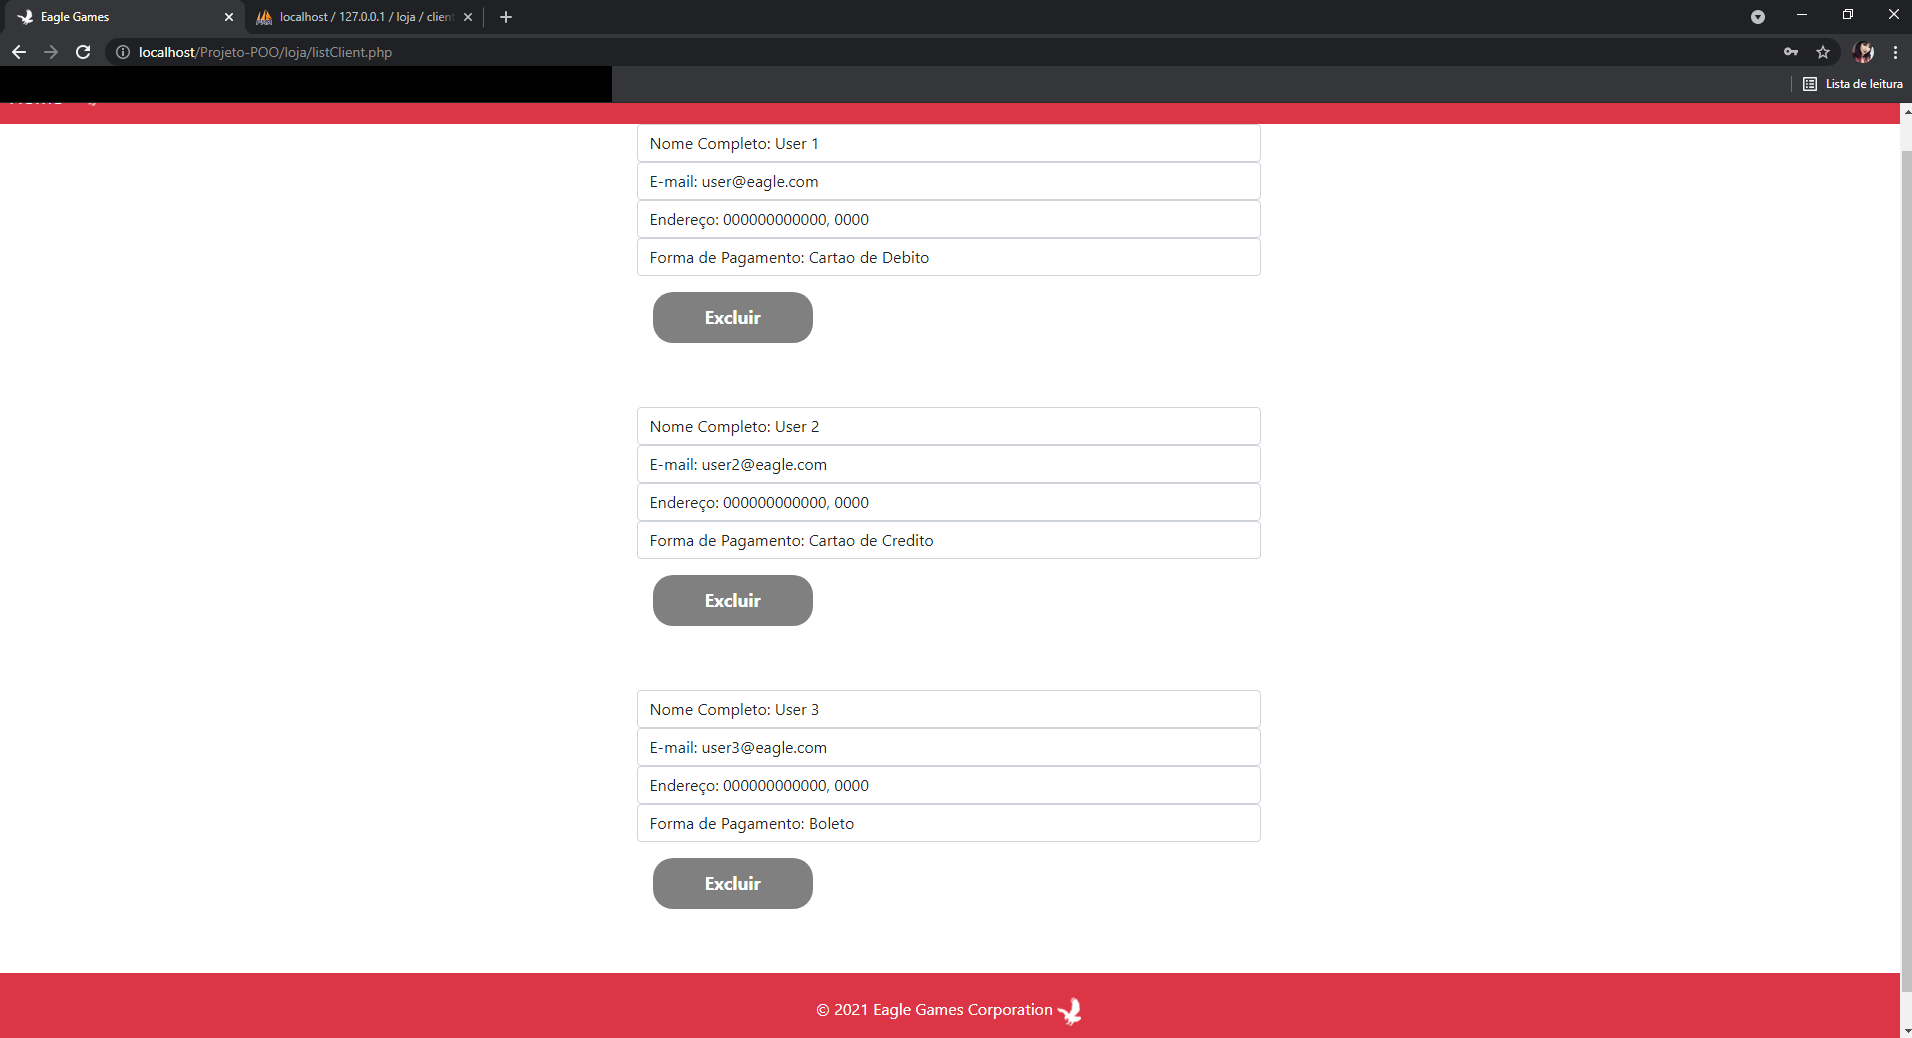 Eagle Games
localhost / 127.0.0.1 / loja / client
localhost/Projeto-POO/loja/listClient.php
Lista de leitura
Nome Completo: User 1
E-mail: user@eagle.com
Endereço: 000000000000, 0000
Forma de Pagamento: Cartao de Debito
Excluir
Nome Completo: User 2
E-mail: user2@eagle.com
Endereço: 000000000000, 0000
Forma de Pagamento: Cartao de Credito
Excluir
Nome Completo: User 3
E-mail: user3@eagle.com
Endereço: 000000000000, 0000
Forma de Pagamento: Boleto
Excluir
© 2021 Eagle Games Corporation